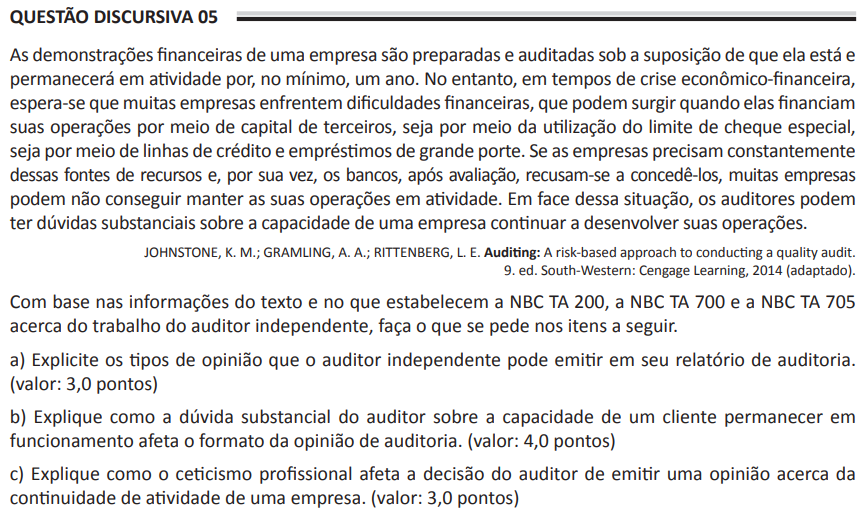 QUESTÃO DISCURSIVA 05
As demonstrações financeiras de uma empresa são preparadas e auditadas sob a suposição de que ela está e
permanecerá em atividade por, no mínimo, um ano. No entanto, em tempos de crise econômico-financeira,
espera-se que muitas empresas enfrentem dificuldades financeiras, que podem surgir quando elas financiam
suas operações por meio de capital de terceiros, seja por meio da utilização do limite de cheque especial,
seja por meio de linhas de crédito e empréstimos de grande porte. Se as empresas precisam constantemente
dessas fontes de recursos e, por sua vez, os bancos, após avaliação, recusam-se a concedê-los, muitas empresas
podem não conseguir manter as suas operações em atividade. Em face dessa situação, os auditores podem
ter dúvidas substanciais sobre a capacidade de uma empresa continuar a desenvolver suas operações.
JOHNSTONE, K. M.; GRAMLING, A. A.; RITTENBERG, L. E. Auditing: A risk-based approach to conducting a quality audit.
9. ed. South-Western: Cengage Learning, 2014 (adaptado).
Com base nas informações do texto e no que estabelecem a NBC TA 200, a NBC TA 700 e a NBC TA 705
acerca do trabalho do auditor independente, faça o que se pede nos itens a seguir.
a) Explicite os tipos de opinião que o auditor independente pode emitir em seu relatório de auditoria.
(valor: 3,0 pontos)
b) Explique como a dúvida substancial do auditor sobre a capacidade de um cliente permanecer em
funcionamento afeta o formato da opinião de auditoria. (valor: 4,0 pontos)
c) Explique como o ceticismo profissional afeta a decisão do auditor de emitir uma opinião acerca da
continuidade de atividade de uma empresa. (valor: 3,0 pontos)